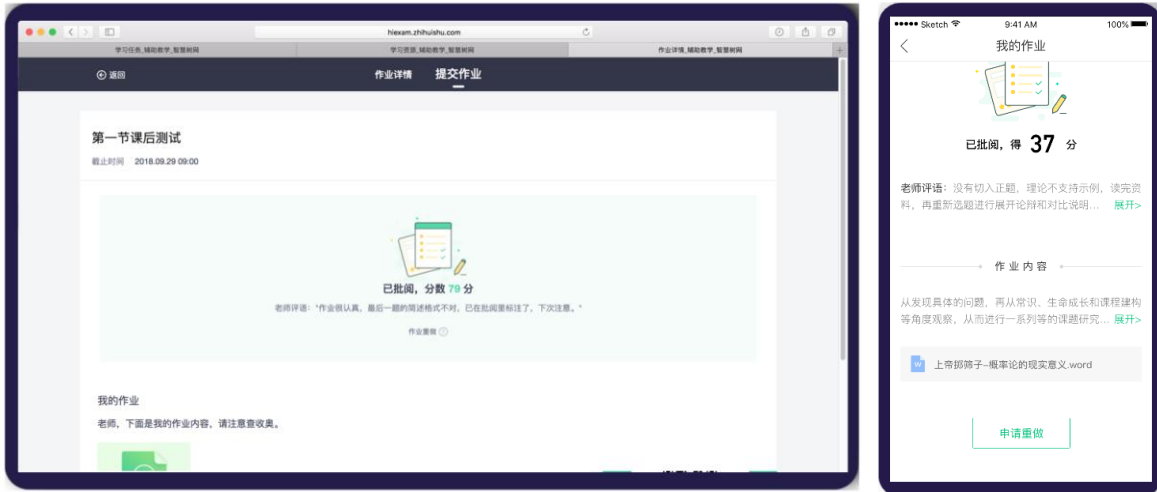 hiexam.zhihuishu.com
学习任务_辅助教学_智慧树网
学习资源_辅助教学_智慧树网
作业详情_辅助教学_智慧树网
返回
作业详情
提交作业
第一节课后测试
截止时间 2018.09.29 09:00
已批阅，分数 79 分
老师评语："作业很认真，最后一题的简述格式不对，已在批阅里标注了，下次注意。"
作业重做
我的作业
老师，下面是我的作业内容，请注意查收奥。
Sketch 9:41 AM 100%
我的作业
已批阅，得 37 分
老师评语：没有切入正题，理论不支持示例，读完资
料，再重新选题进行展开论辩和对比说明... 展开>
作业内容
从发现具体的问题，再从常识、生命成长和课程建构
等角度观察，从而进行一系列等的课题研究... 展开>
W 上帝掷筛子-概率论的现实意义.word
申请重做